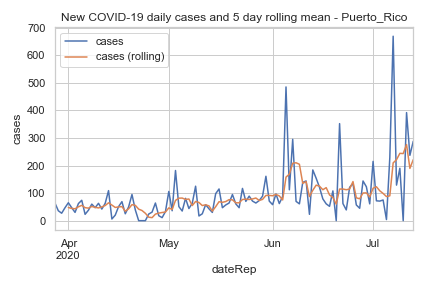 New COVID-19 daily cases and 5 day rolling mean - Puerto_Rico
700
600
500
400
300
200
100
0
cases
cases
cases (rolling)
Apr
2020
May
Jun
Jul
dateRep